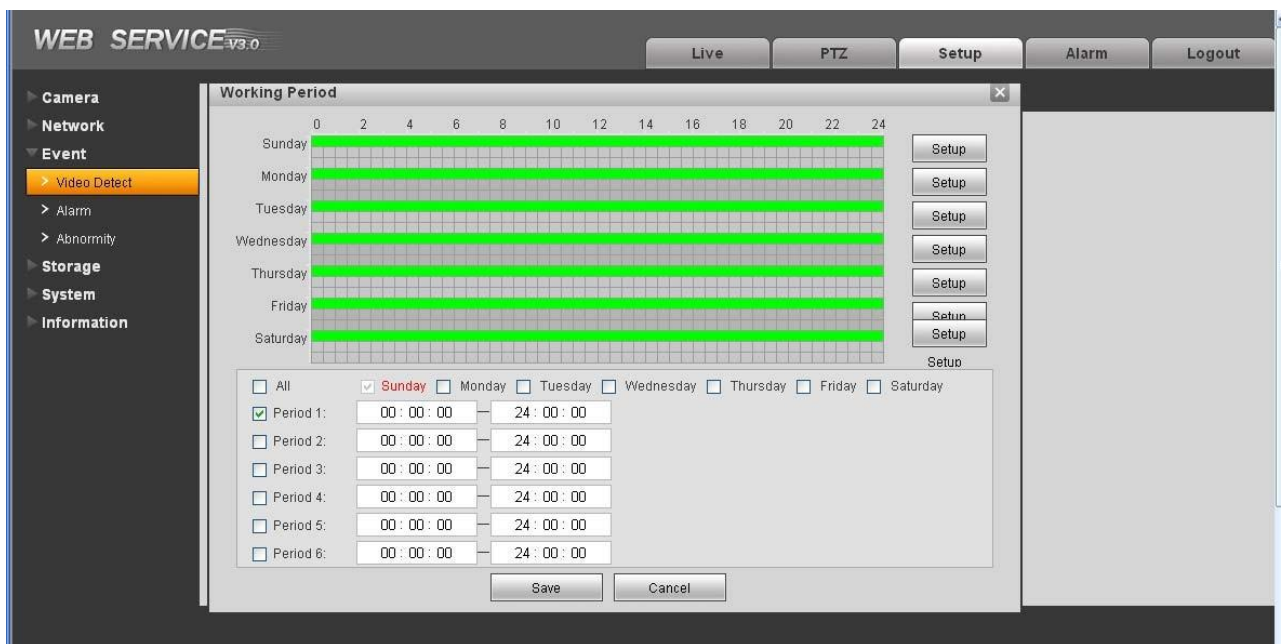 WEB SERVICE V3.0
Live PTZ Setup Alarm Logout
Camera
Network
Event
> Video Detect
> Alarm
> Abnormity
Storage
System
Information
Working Period
0 2 4 6 8 10 12 14 16 18 20 22 24
Sunday Setup
Monday Setup
Tuesday Setup
Wednesday Setup
Thursday Setup
Friday Setup
Saturday Setup
Setup
All Sunday Monday Tuesday Wednesday Thursday Friday Saturday
Period 1: 00 : 00 : 00 — 24 : 00 : 00
Period 2: 00 : 00 : 00 — 24 : 00 : 00
Period 3: 00 : 00 : 00 — 24 : 00 : 00
Period 4: 00 : 00 : 00 — 24 : 00 : 00
Period 5: 00 : 00 : 00 — 24 : 00 : 00
Period 6: 00 : 00 : 00 — 24 : 00 : 00
Save Cancel